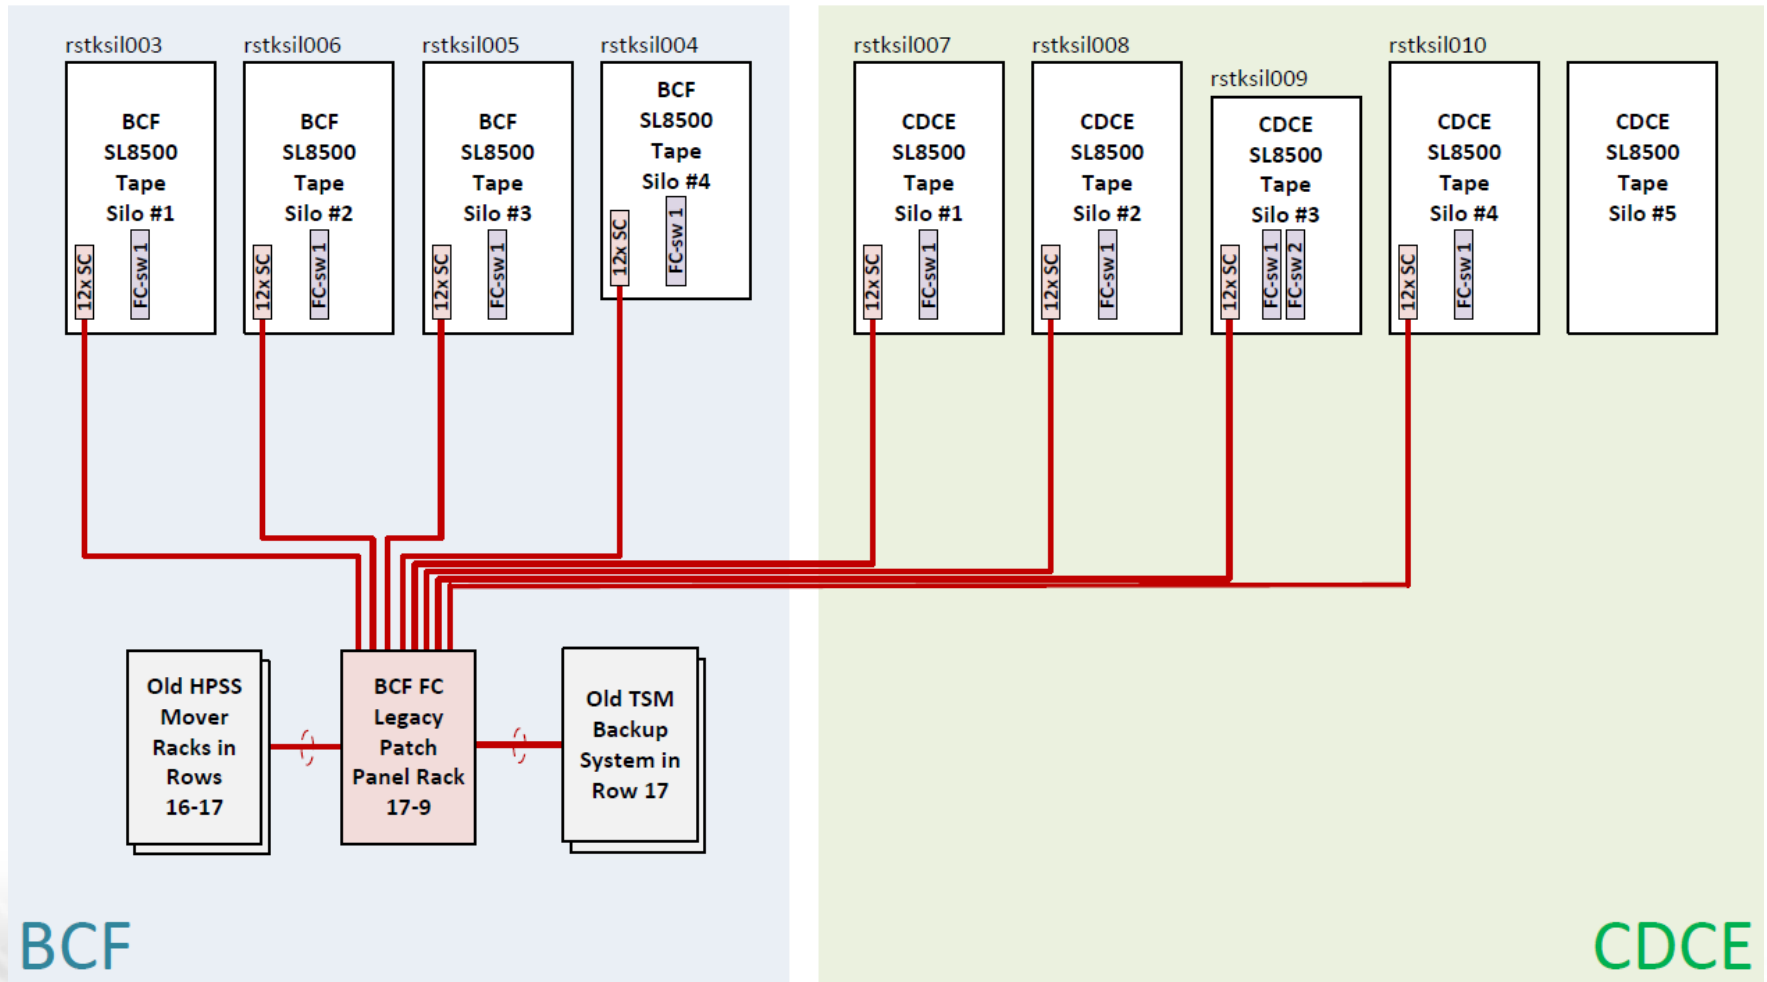 rstksil003
BCF
SL8500
Tape
Silo #1
12x SC
FC-sw 1
rstksil006
BCF
SL8500
Tape
Silo #2
12x SC
FC-sw 1
rstksil005
BCF
SL8500
Tape
Silo #3
12x SC
FC-sw 1
rstksil004
BCF
SL8500
Tape
Silo #4
12x SC
FC-sw 1
rstksil007
CDCE
SL8500
Tape
Silo #1
12x SC
FC-sw 1
rstksil008
CDCE
SL8500
Tape
Silo #2
12x SC
FC-sw 1
rstksil009
CDCE
SL8500
Tape
Silo #3
12x SC
FC-sw 1
FC-sw 2
rstksil010
CDCE
SL8500
Tape
Silo #4
12x SC
FC-sw 1
CDCE
SL8500
Tape
Silo #5
Old HPSS
Mover
Racks in
Rows
16-17
BCF FC
Legacy
Patch
Panel Rack
17-9
Old TSM
Backup
System in
Row 17
BCF
CDCE